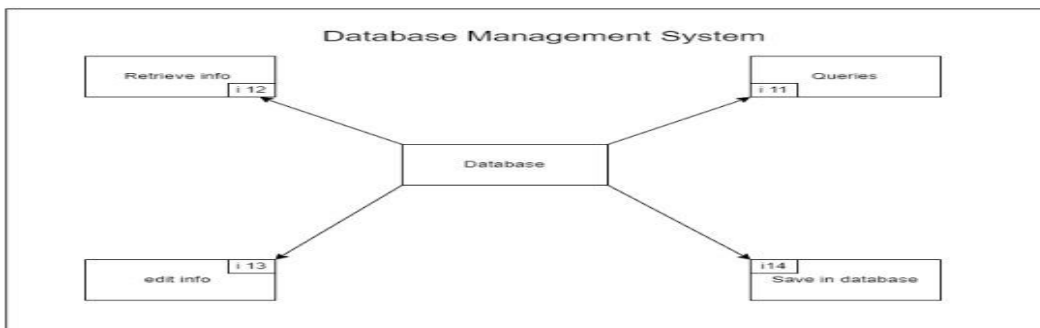 Database Management System
Retrieve info
i 12
Queries
i 11
Database
i 13
edit info
i14
Save in database